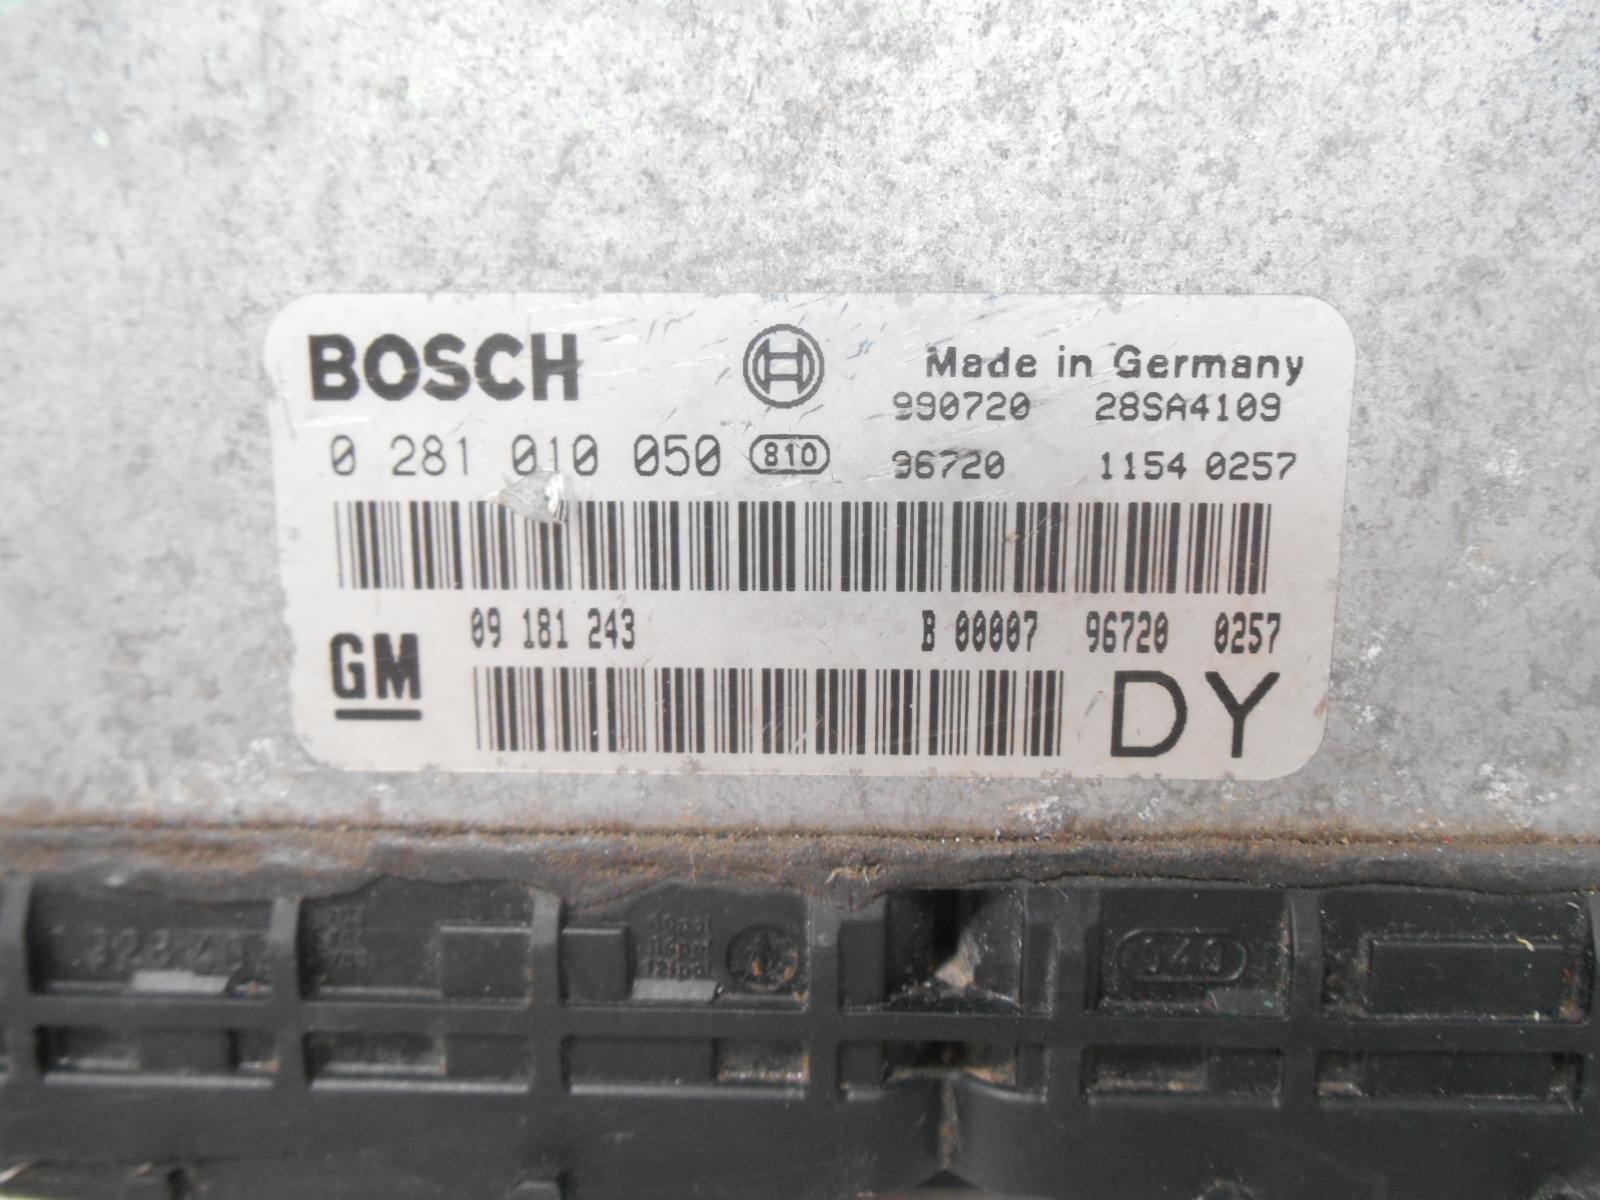 BOSCH Made in Germany
990720 28SA4109
0 281 010 050 810 96720 1154 0257
09 181 243 B 00007 96720 0257
GM DY